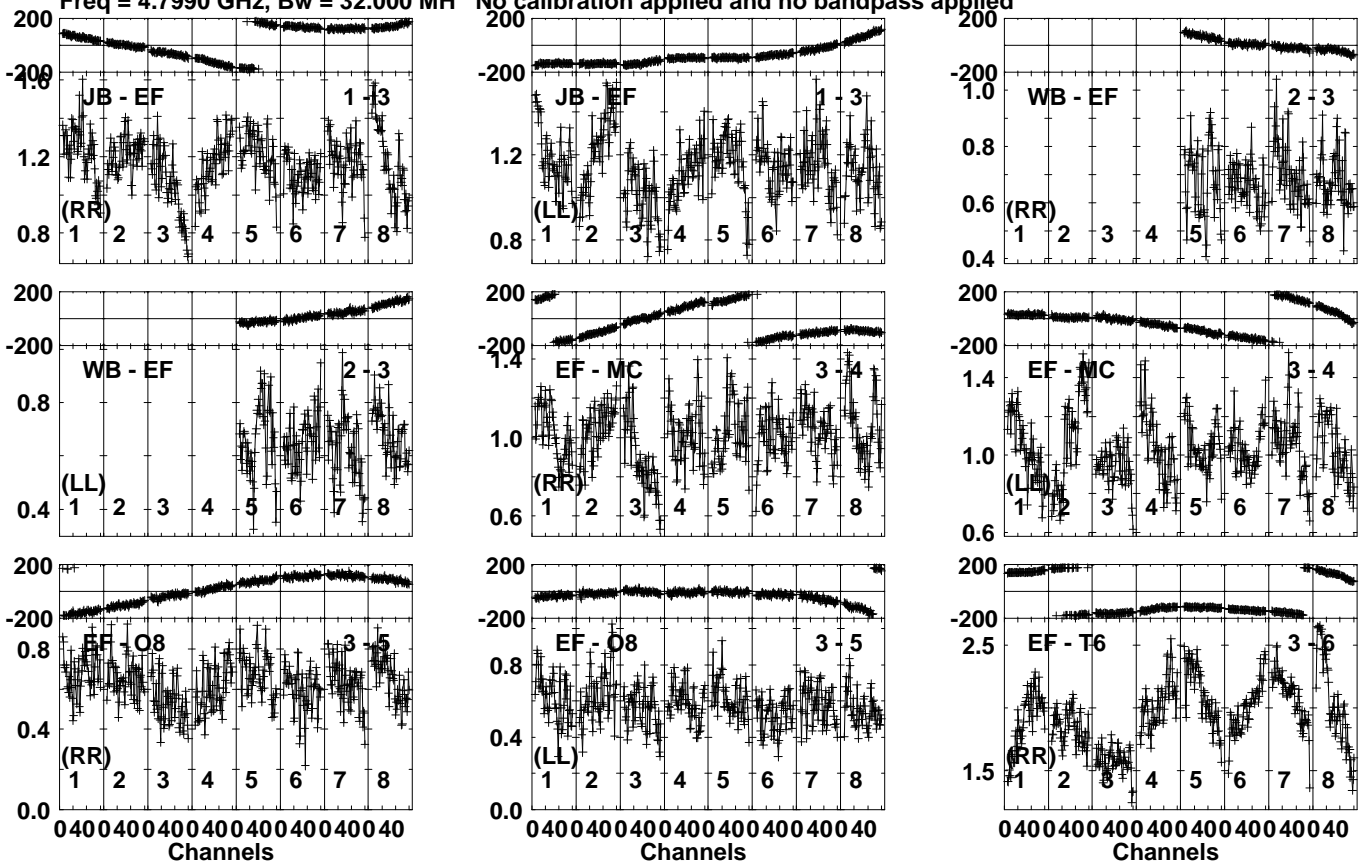 Freq = 4.7990 GHz, Bw = 32.000 MH No calibration applied and no bandpass applied
200
-200
1.6
1.2
0.8
JB - EF 1 - 3
(RR)
1 2 3 4 5 6 7 8
200
-200
1.2
0.8
JB - EF 1 - 3
(LL)
1 2 3 4 5 6 7 8
200
-200
1.0
0.8
0.6
0.4
WB - EF 2 - 3
(RR)
1 2 3 4 5 6 7 8
200
-200
0.8
0.4
WB - EF 2 - 3
(LL)
1 2 3 4 5 6 7 8
200
-200
1.4
1.0
0.6
EF - MC 3 - 4
(RR)
1 2 3 4 5 6 7 8
200
-200
1.4
1.0
0.6
EF - MC 3 - 4
(LL)
1 2 3 4 5 6 7 8
200
-200
0.8
0.4
0.0
EF - O8 3 - 5
(RR)
1 2 3 4 5 6 7 8
0 40 0 40 0 40 0 40 0 40 0 40 0 40 0 40
Channels
200
-200
0.8
0.4
0.0
EF - O8 3 - 5
(LL)
1 2 3 4 5 6 7 8
0 40 0 40 0 40 0 40 0 40 0 40 0 40 0 40
Channels
200
-200
2.5
1.5
EF - T6 3 - 6
(RR)
1 2 3 4 5 6 7 8
0 40 0 40 0 40 0 40 0 40 0 40 0 40 0 40
Channels